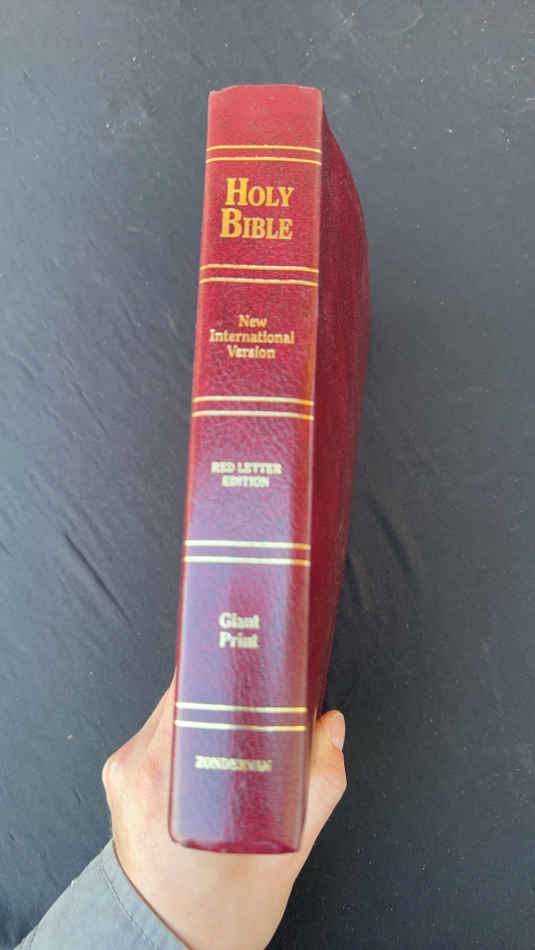 HOLY
BIBLE
New
International
Version
RED LETTER
EDITION
Giant
Print
ZONDERVAN